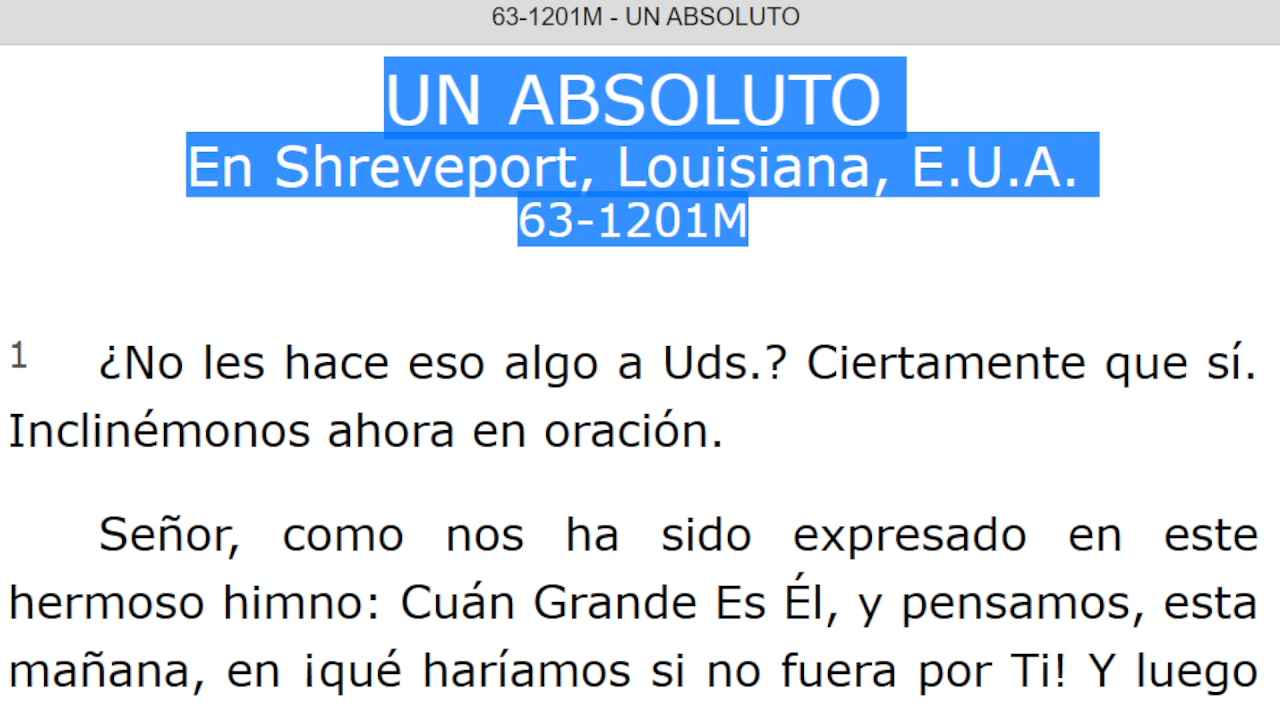 63-1201M - UN ABSOLUTO
UN ABSOLUTO
En Shreveport, Louisiana, E.U.A.
63-1201M
1 ¿No les hace eso algo a Uds.? Ciertamente que sí.
Inclinémonos ahora en oración.
Señor, como nos ha sido expresado en este
hermoso himno: Cuán Grande Es Él, y pensamos, esta
mañana, en ¡qué haríamos si no fuera por Ti! Y luego